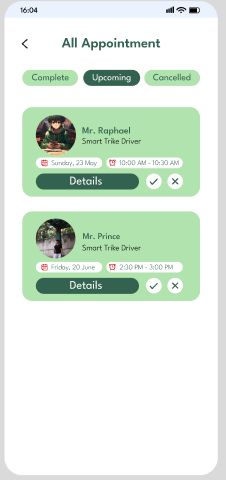 16:04
All Appointment
Complete Upcoming Cancelled
Mr. Raphael
Smart Trike Driver
Sunday, 23 May 10:00 AM - 10:30 AM
Details
Mr. Prince
Smart Trike Driver
Friday, 20 June 2:30 PM - 3:00 PM
Details